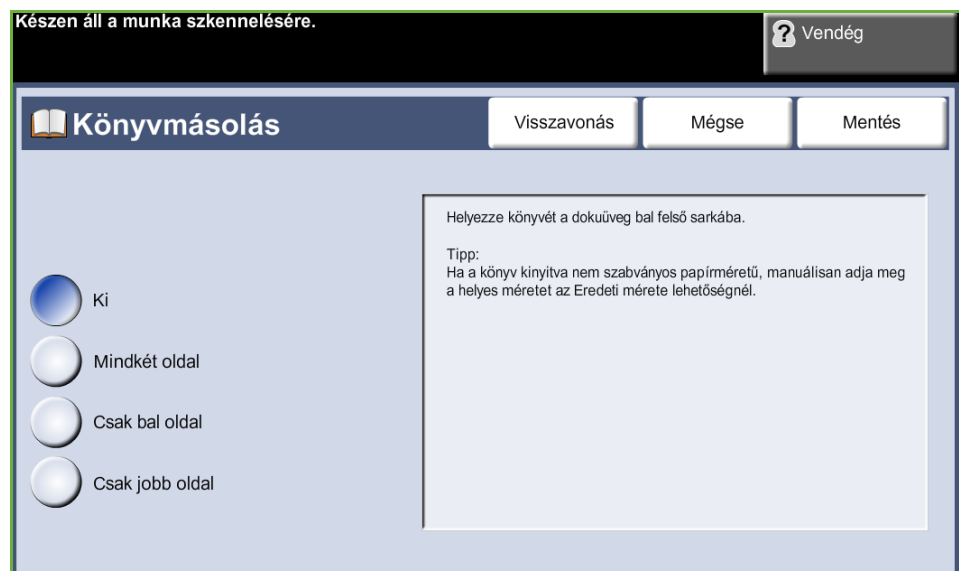 Készen áll a munka szkennelésére.
? Vendég
Könyvmásolás
Visszavonás
Mégse
Mentés
Helyezze könyvét a dokuüveg bal felső sarkába.
Tipp:
Ha a könyv kinyitva nem szabványos papírméretű, manuálisan adja meg
a helyes méretet az Eredeti mérete lehetőségnél.
Ki
Mindkét oldal
Csak bal oldal
Csak jobb oldal